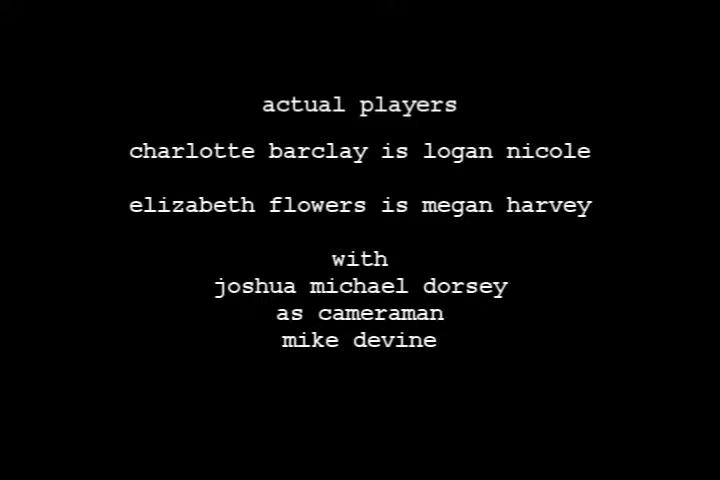 actual players
charlotte barclay is logan nicole
elizabeth flowers is megan harvey
with
joshua michael dorsey
as cameraman
mike devine